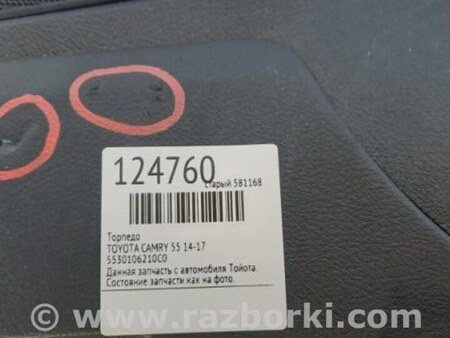 124760
старый 581168
Торпедо
TOYOTA CAMRY 55 14-17
5530106210C0
Данная запчасть с автомобиля Тойота.
Состояние запчасти как на фото.
www.razborki.com